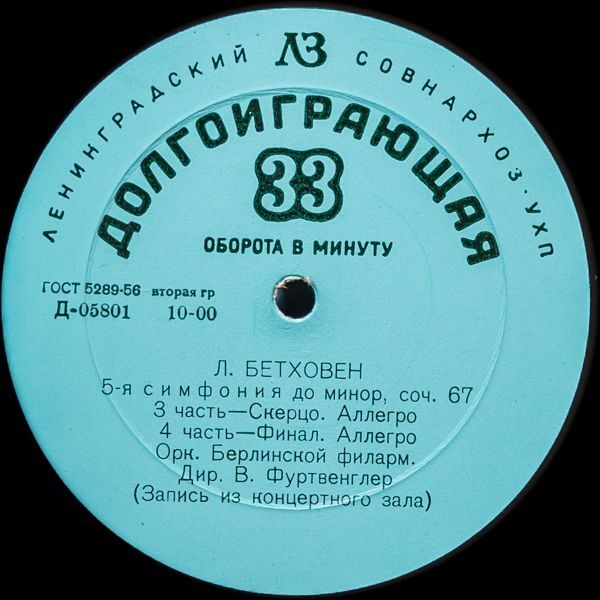 ЛЕНИНГРАДСКИЙ ЛЗ СОВНАРХОЗ·УХП
ДОЛГОИГРАЮЩАЯ
33
ОБОРОТА В МИНУТУ
ГОСТ 5289-56 вторая гр
Д-05801 10-00
Л. БЕТХОВЕН
5-я симфония до минор, соч. 67
3 часть—Скерцо. Аллегро
4 часть—Финал. Аллегро
Орк. Берлинской филарм.
Дир. В. Фуртвенглер
(Запись из концертного зала)